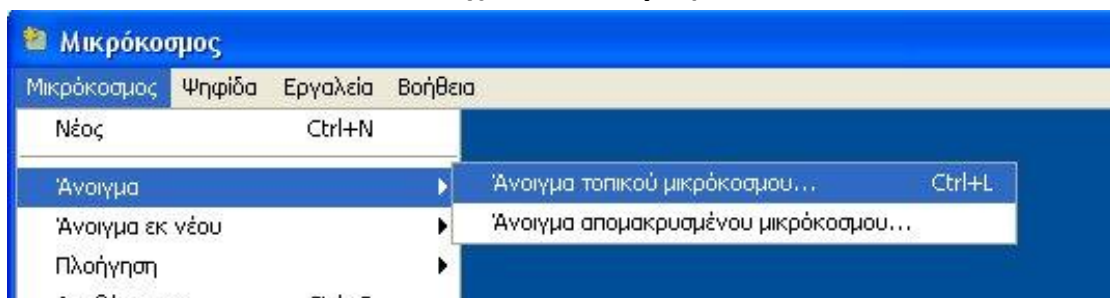 Μικρόκοσμος
Μικρόκοσμος Ψηφίδα Εργαλεία Βοήθεια
Νέος Ctrl+N
Άνοιγμα
Άνοιγμα τοπικού μικρόκοσμου... Ctrl+L
Άνοιγμα εκ νέου
Άνοιγμα απομακρυσμένου μικρόκοσμου...
Πλοήγηση